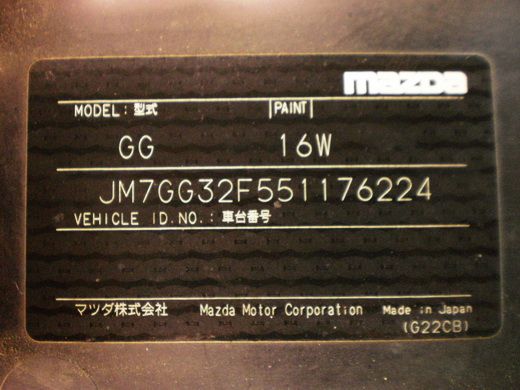 mazda
MODEL:型式 PAINT
GG 16W
JM7GG32F551176224
VEHICLE ID.NO.:車台番号
マツダ株式会社 Mazda Motor Corporation Made in Japan
(G22CB)